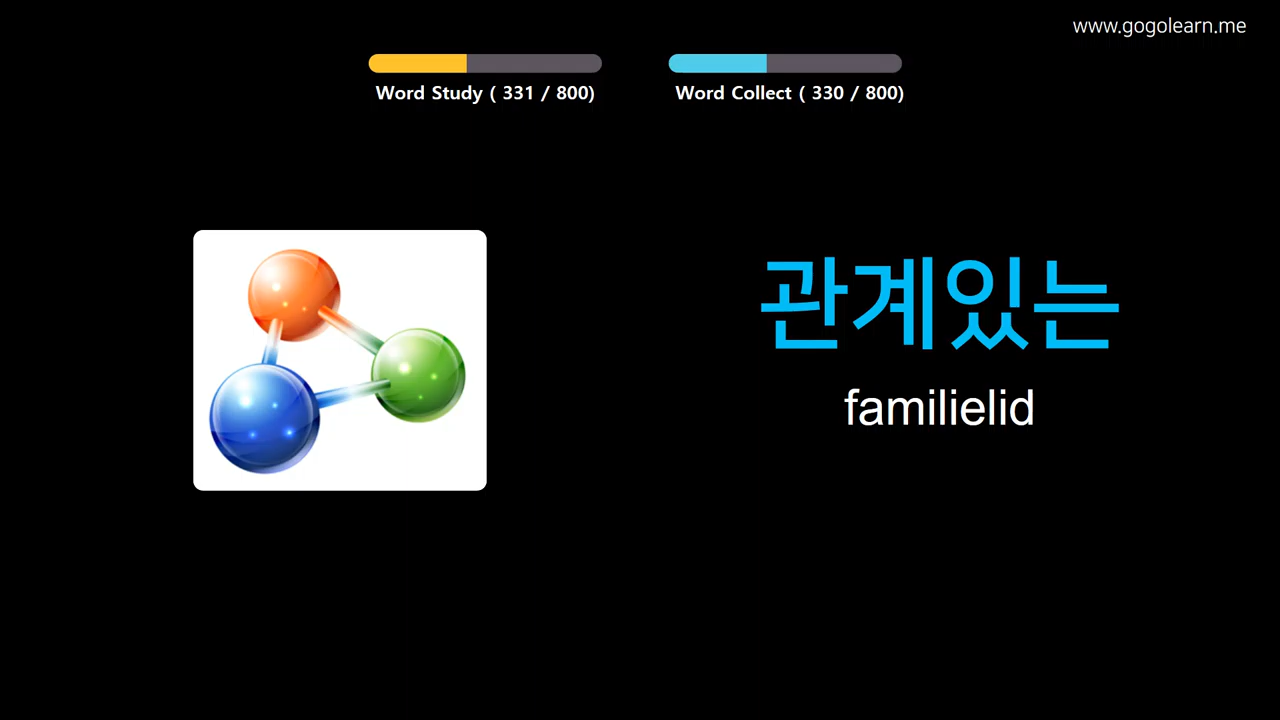 www.gogolearn.me
Word Study ( 331 / 800)
Word Collect ( 330 / 800)
관계있는
familielid